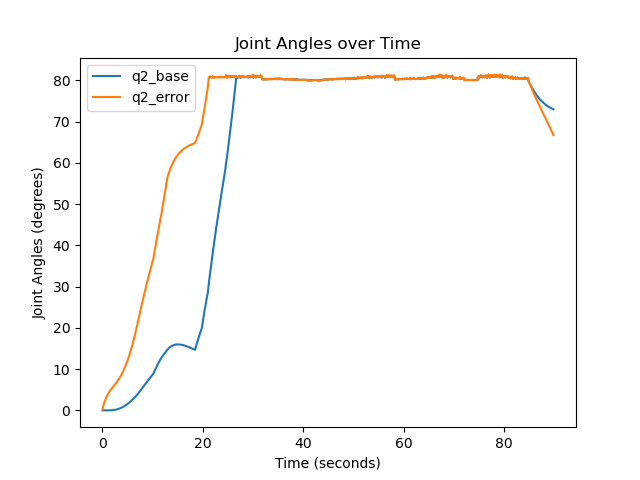 Joint Angles over Time
q2_base
q2_error
Joint Angles (degrees)
80
70
60
50
40
30
20
10
0
0 20 40 60 80
Time (seconds)